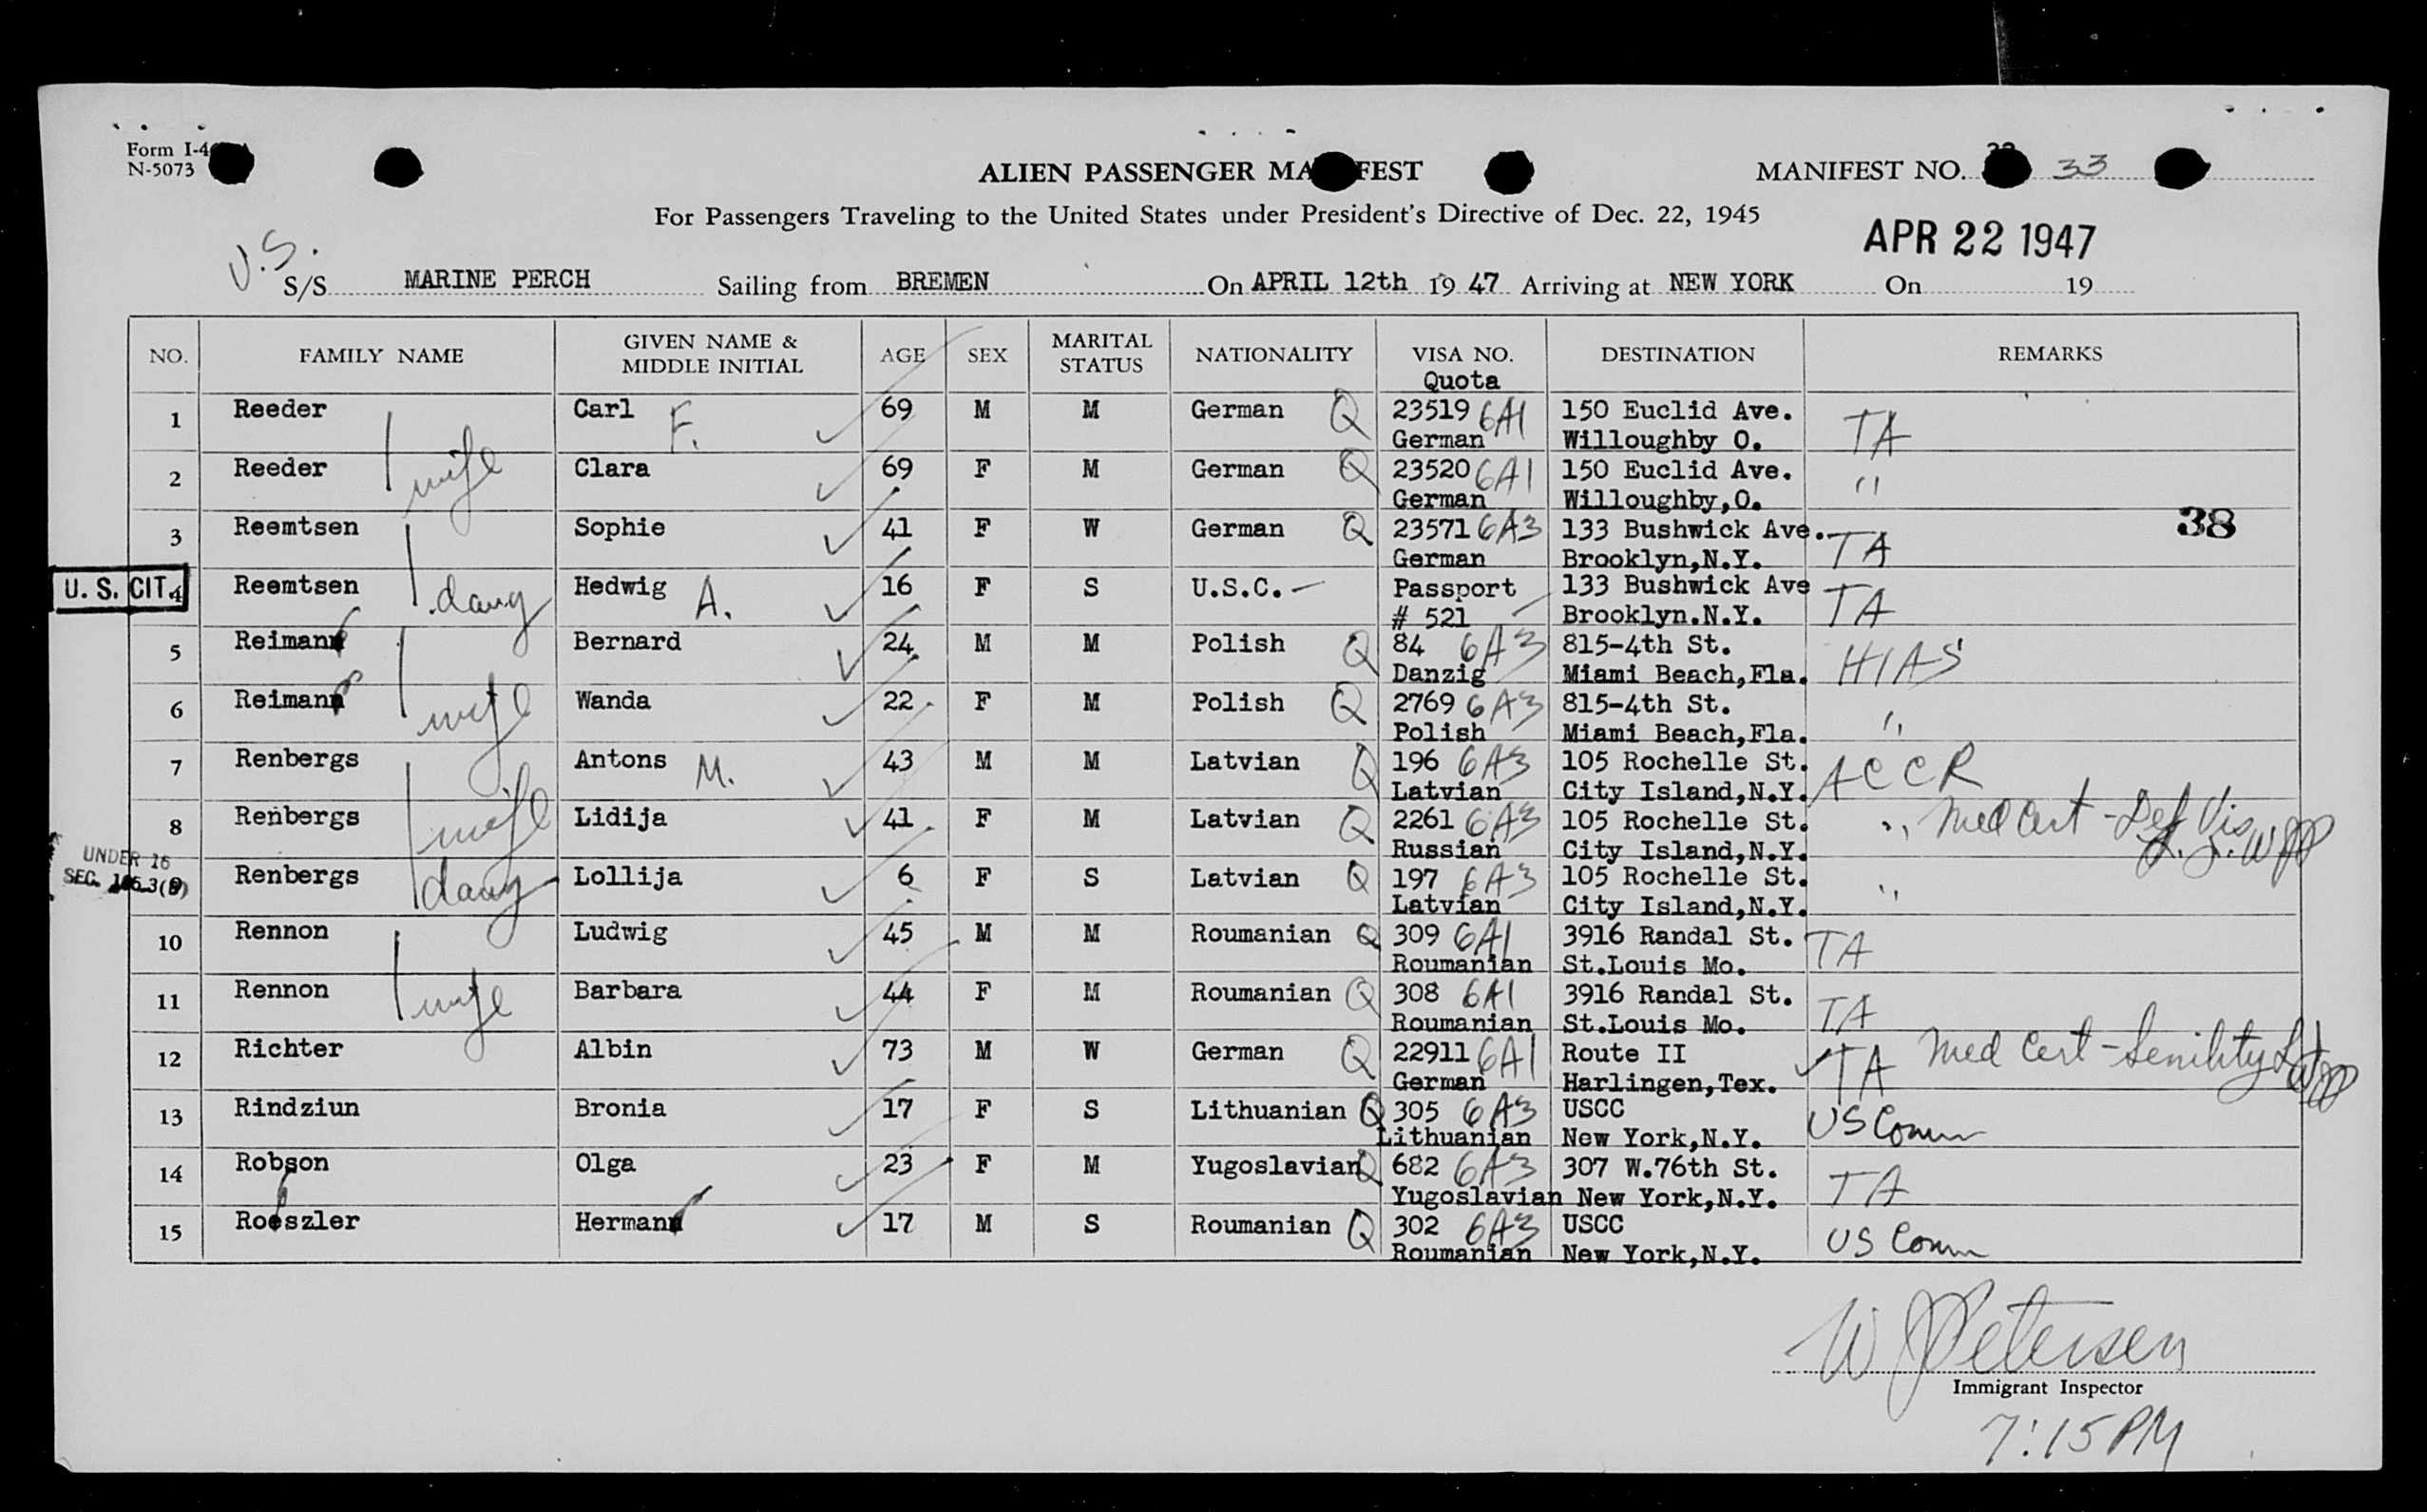 Form I-4
N-5073
ALIEN PASSENGER MA FEST
MANIFEST NO. 33
For Passengers Traveling to the United States under President's Directive of Dec. 22, 1945
APR 22 1947
U.S.
S/S MARINE PERCH Sailing from BREMEN On APRIL 12th 19 47 Arriving at NEW YORK On 19
NO. FAMILY NAME GIVEN NAME & MIDDLE INITIAL AGE SEX MARITAL STATUS NATIONALITY VISA NO. DESTINATION REMARKS
Quota
1 Reeder Carl F. 69 M M German Q 23519 6A1 150 Euclid Ave. TA
German Willoughby O.
2 Reeder wife Clara 69 F M German Q 23520 6A1 150 Euclid Ave. "
German Willoughby,O.
38
3 Reemtsen Sophie 41 F W German Q 23571 6A3 133 Bushwick Ave. TA
German Brooklyn,N.Y.
U. S. CIT.
4 Reemtsen daug Hedwig A. 16 F S U.S.C. Passport 133 Bushwick Ave TA
# 521 Brooklyn.N.Y.
5 Reimann Bernard 24 M M Polish Q 84 6A3 815-4th St. HIAS
Danzig Miami Beach,Fla.
6 Reimann wife Wanda 22 F M Polish Q 2769 6A3 815-4th St. "
Polish Miami Beach,Fla.
7 Renbergs Antons M. 43 M M Latvian Q 196 6A3 105 Rochelle St. ACCR
Latvian City Island,N.Y.
8 Renbergs wife Lidija 41 F M Latvian Q 2261 6A3 105 Rochelle St. " Med Cert - Def Vis
Russian City Island,N.Y.
UNDER 16
SEC.
Renbergs daug Lollija 6 F S Latvian Q 197 6A3 105 Rochelle St. "
Latvian City Island,N.Y.
10 Rennon Ludwig 45 M M Roumanian Q 309 6A1 3916 Randal St. TA
Roumanian St.Louis Mo.
11 Rennon wife Barbara 44 F M Roumanian Q 308 6A1 3916 Randal St. TA
Roumanian St.Louis Mo.
12 Richter Albin 73 M W German Q 22911 6A1 Route II TA Med Cert - Senility
German Harlingen,Tex.
13 Rindziun Bronia 17 F S Lithuanian Q 305 6A3 USCC US Comm
Lithuanian New York,N.Y.
14 Robson Olga 23 F M Yugoslavian Q 682 6A3 307 W.76th St. TA
Yugoslavian New York,N.Y.
15 Roeszler Hermann 17 M S Roumanian Q 302 6A3 USCC US Comm
Roumanian New York,N.Y.
W J Petersen
Immigrant Inspector
7:15 PM